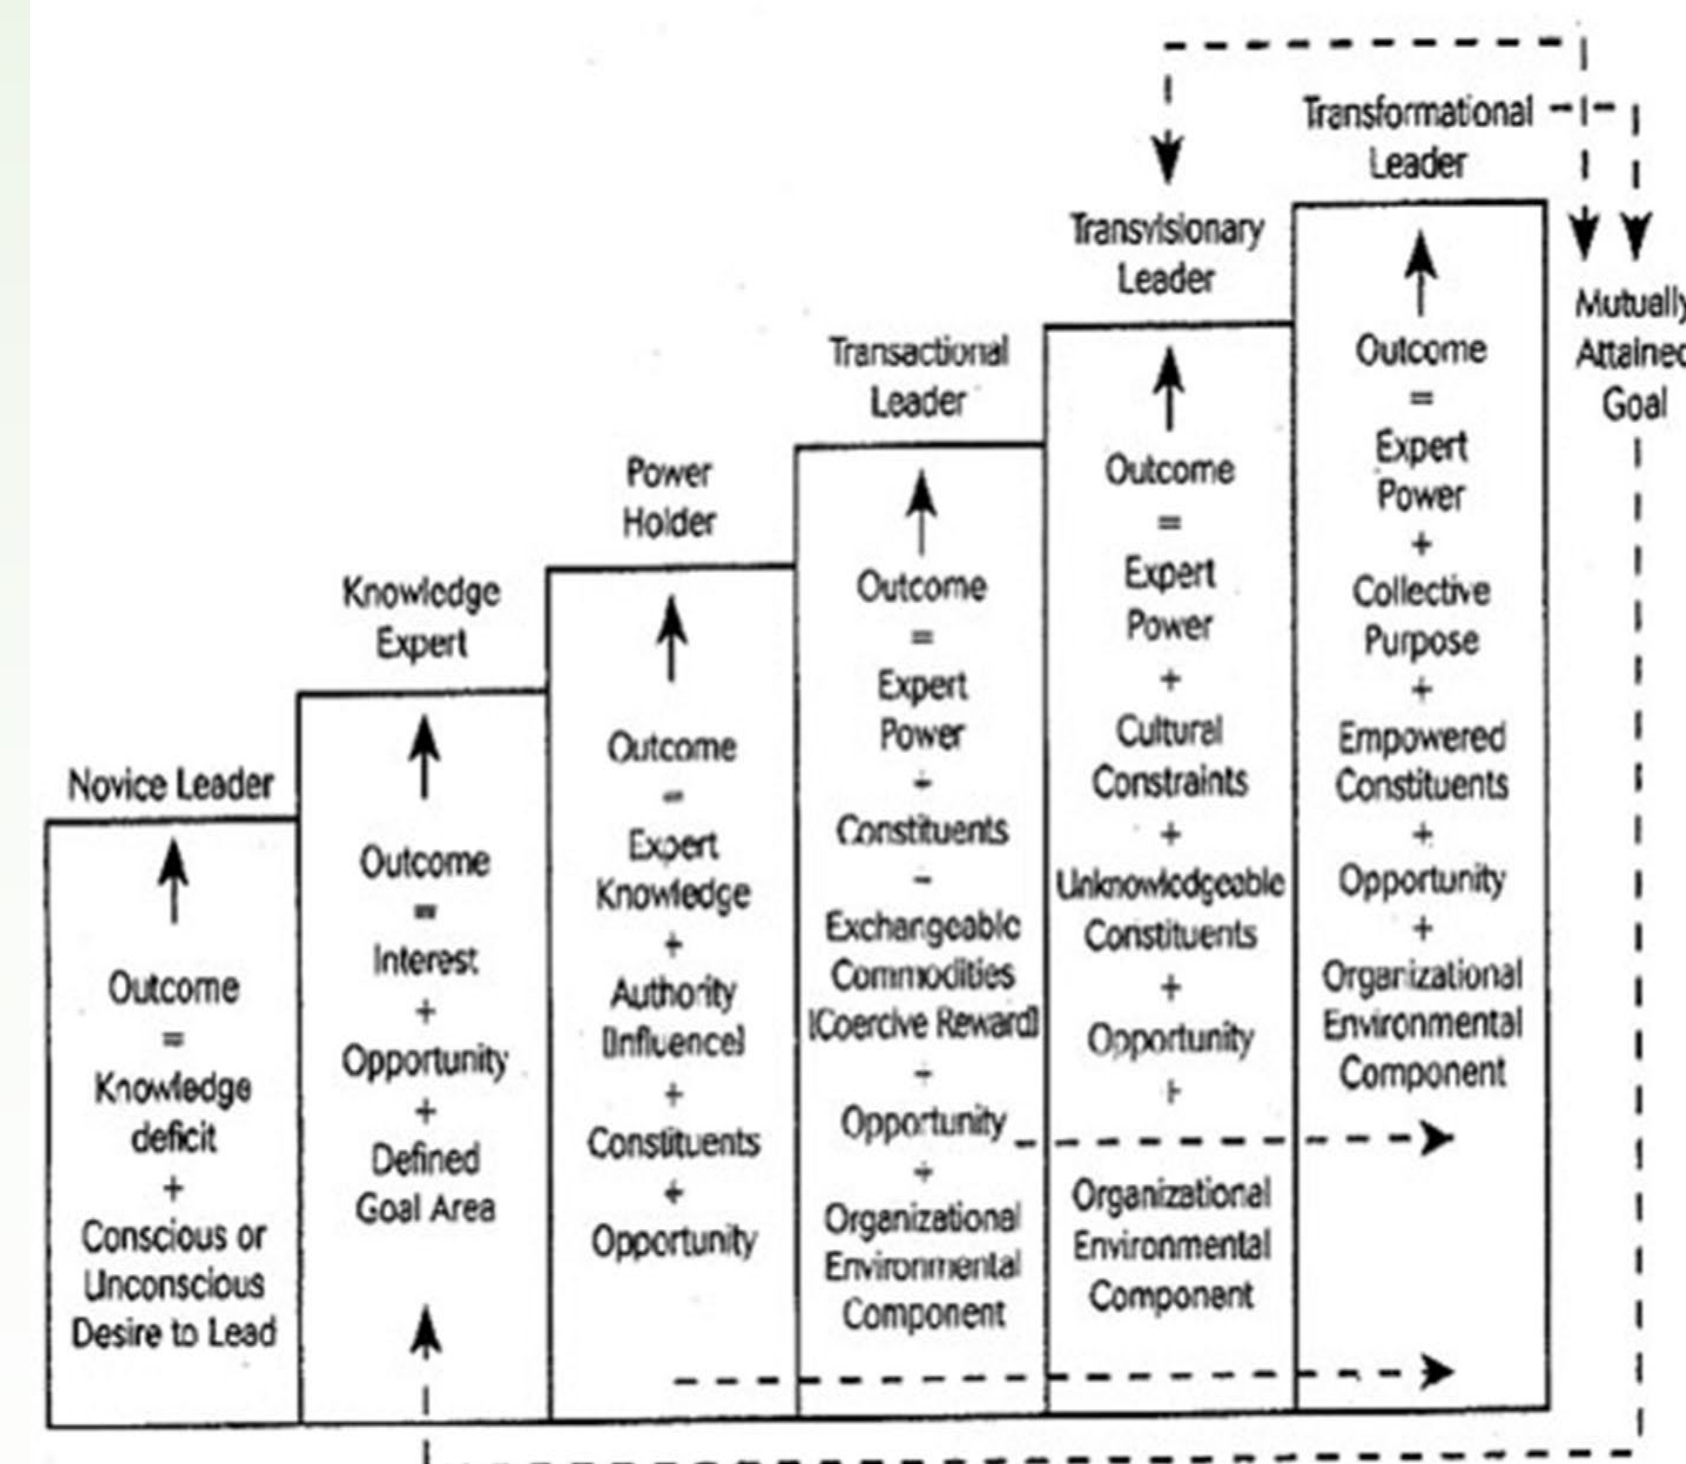 Novice Leader
Outcome
=
Knowledge
deficit
+
Conscious or
Unconscious
Desire to Lead
Knowledge
Expert
Outcome
=
Interest
+
Opportunity
+
Defined
Goal Area
Power
Holder
Outcome
=
Expert
Knowledge
+
Authority
[Influence]
+
Constituents
+
Opportunity
Transactional
Leader
Outcome
=
Expert
Power
+
Constituents
–
Exchangeable
Commodities
[Coercive Reward]
+
Opportunity
+
Organizational
Environmental
Component
Transvisionary
Leader
Outcome
=
Expert
Power
+
Cultural
Constraints
+
Unknowledgeable
Constituents
+
Opportunity
+
Organizational
Environmental
Component
Transformational
Leader
Outcome
=
Expert
Power
+
Collective
Purpose
+
Empowered
Constituents
+
Opportunity
+
Organizational
Environmental
Component
Mutually
Attained
Goal